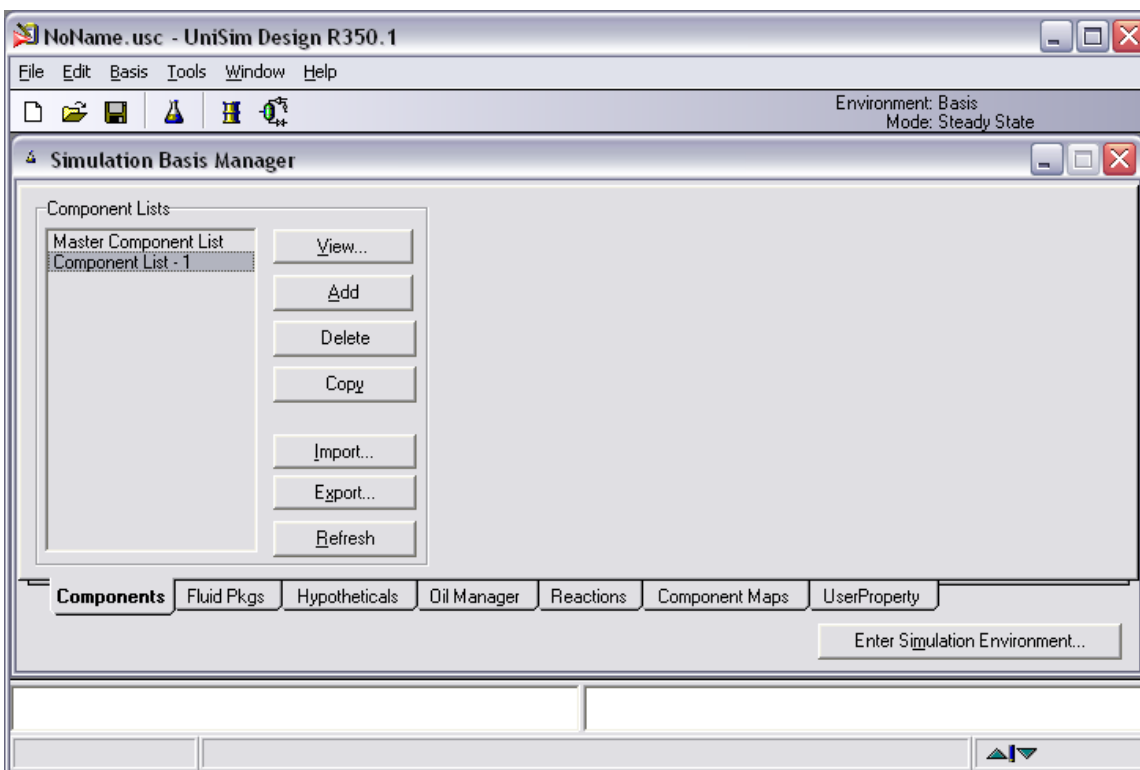 NoName.usc - UniSim Design R350.1
File Edit Basis Tools Window Help
Environment: Basis
Mode: Steady State
Simulation Basis Manager
Component Lists
Master Component List
Component List - 1
View...
Add
Delete
Copy
Import...
Export...
Refresh
Components Fluid Pkgs Hypotheticals Oil Manager Reactions Component Maps UserProperty
Enter Simulation Environment...